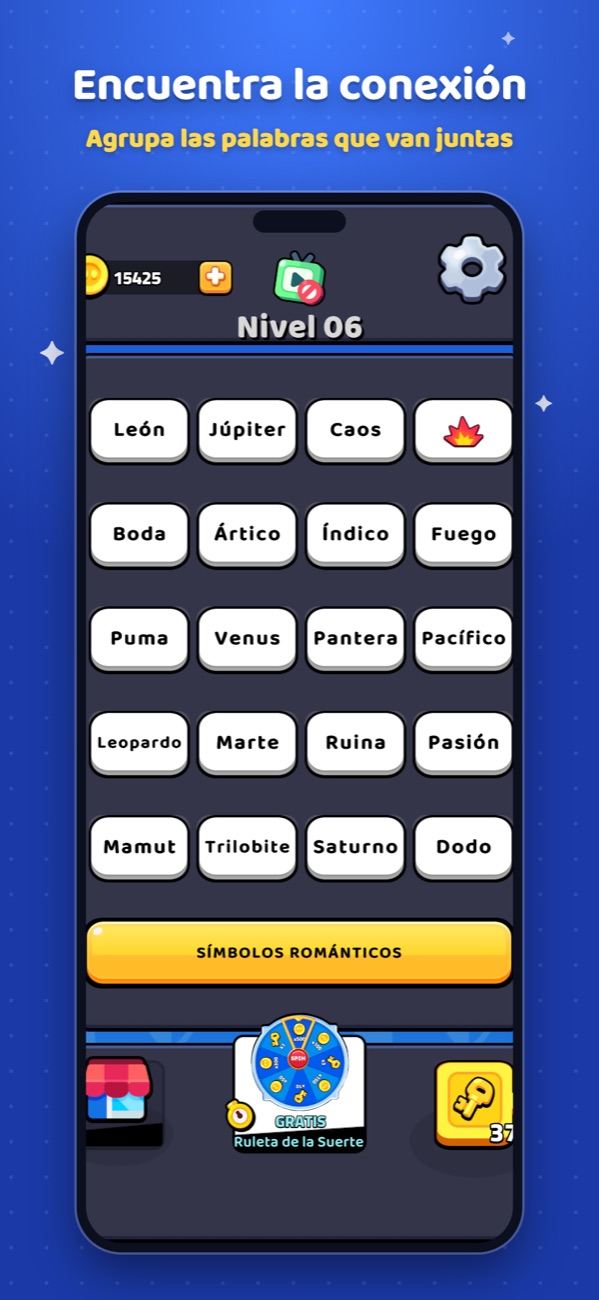 Encuentra la conexión
Agrupa las palabras que van juntas
15425
Nivel 06
León Júpiter Caos
Boda Ártico Índico Fuego
Puma Venus Pantera Pacífico
Leopardo Marte Ruina Pasión
Mamut Trilobite Saturno Dodo
SÍMBOLOS ROMÁNTICOS
SPIN
GRATIS
Ruleta de la Suerte
37